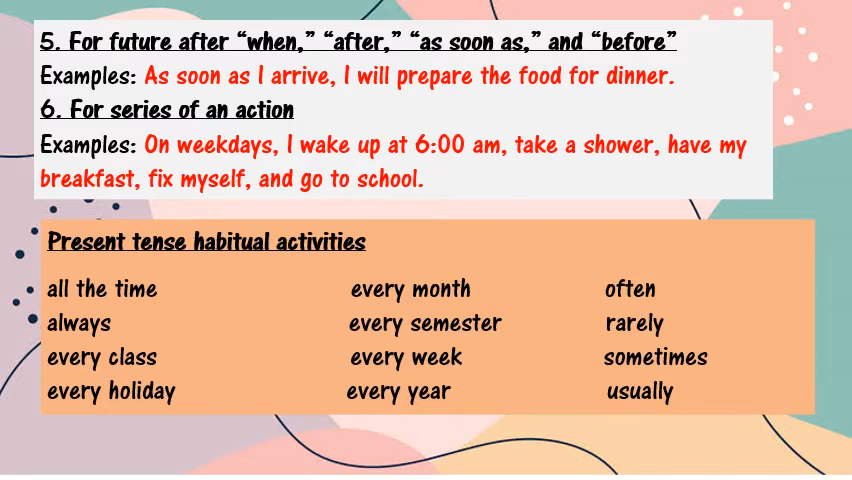 5. For future after “when,” “after,” “as soon as,” and “before”
Examples: As soon as I arrive, I will prepare the food for dinner.
6. For series of an action
Examples: On weekdays, I wake up at 6:00 am, take a shower, have my
breakfast, fix myself, and go to school.
Present tense habitual activities
all the time every month often
always every semester rarely
every class every week sometimes
every holiday every year usually